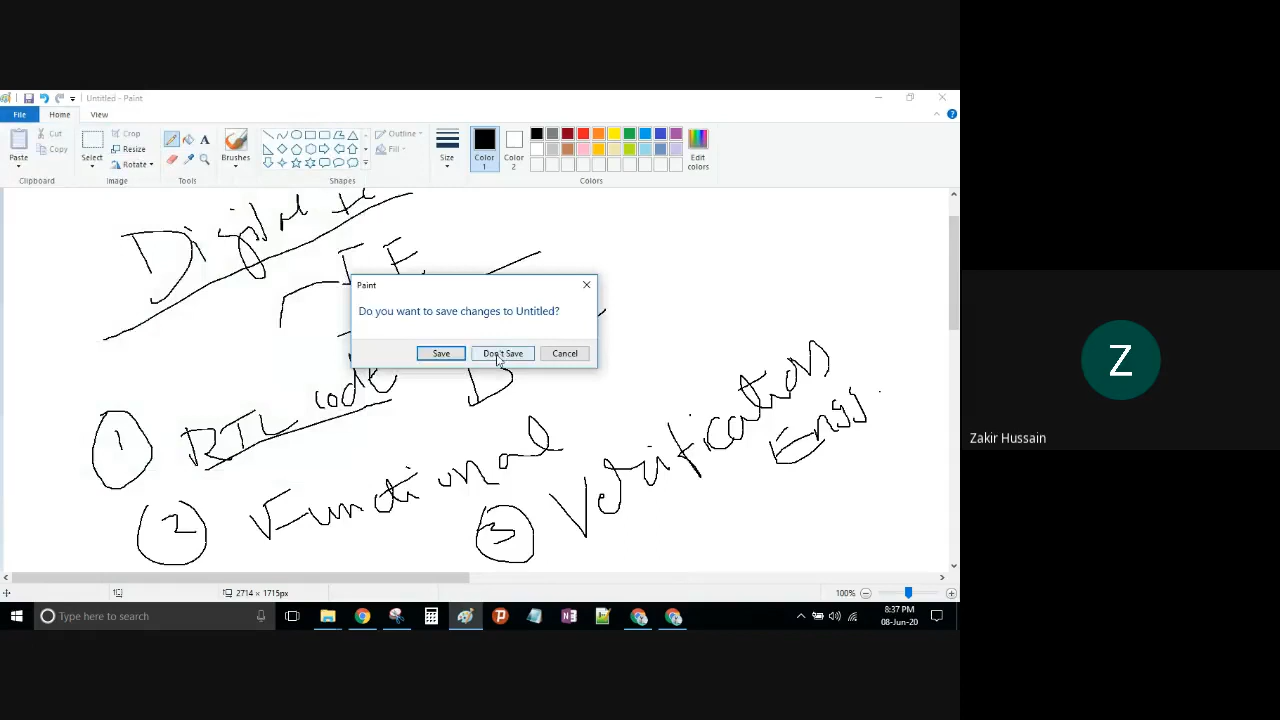 Untitled - Paint
File Home View
Paste Cut Copy Clipboard
Select Crop Resize Rotate Image
Tools
Brushes
Shapes Outline Fill
Size
Color 1
Color 2
Edit colors
Colors
Digital
F E
Paint
Do you want to save changes to Untitled?
Save Don't Save Cancel
1 RTL code
D
2 Functional
3 Verification
Engg
2714 × 1715px
100%
Type here to search
8:37 PM
08-Jun-20
Z
Zakir Hussain